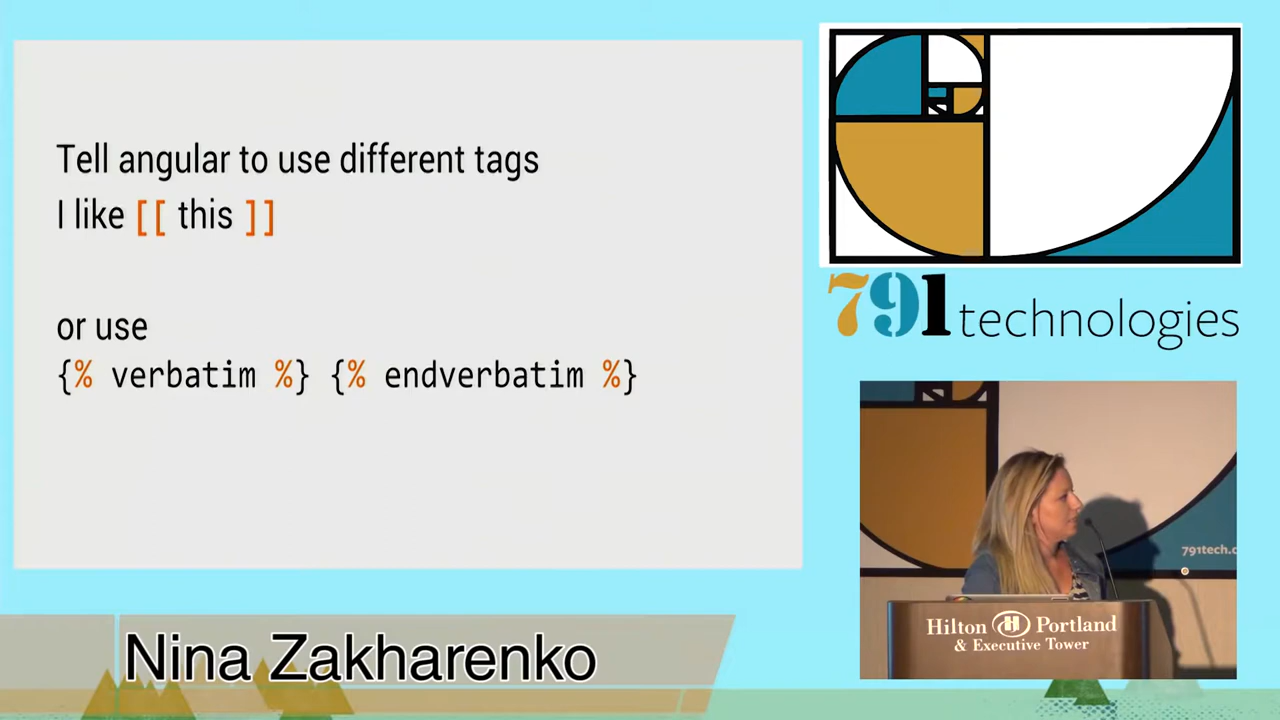 Tell angular to use different tags
I like [[ this ]]
or use
{% verbatim %} {% endverbatim %}
791 technologies
791tech.c
Hilton Portland
& Executive Tower
Nina Zakharenko